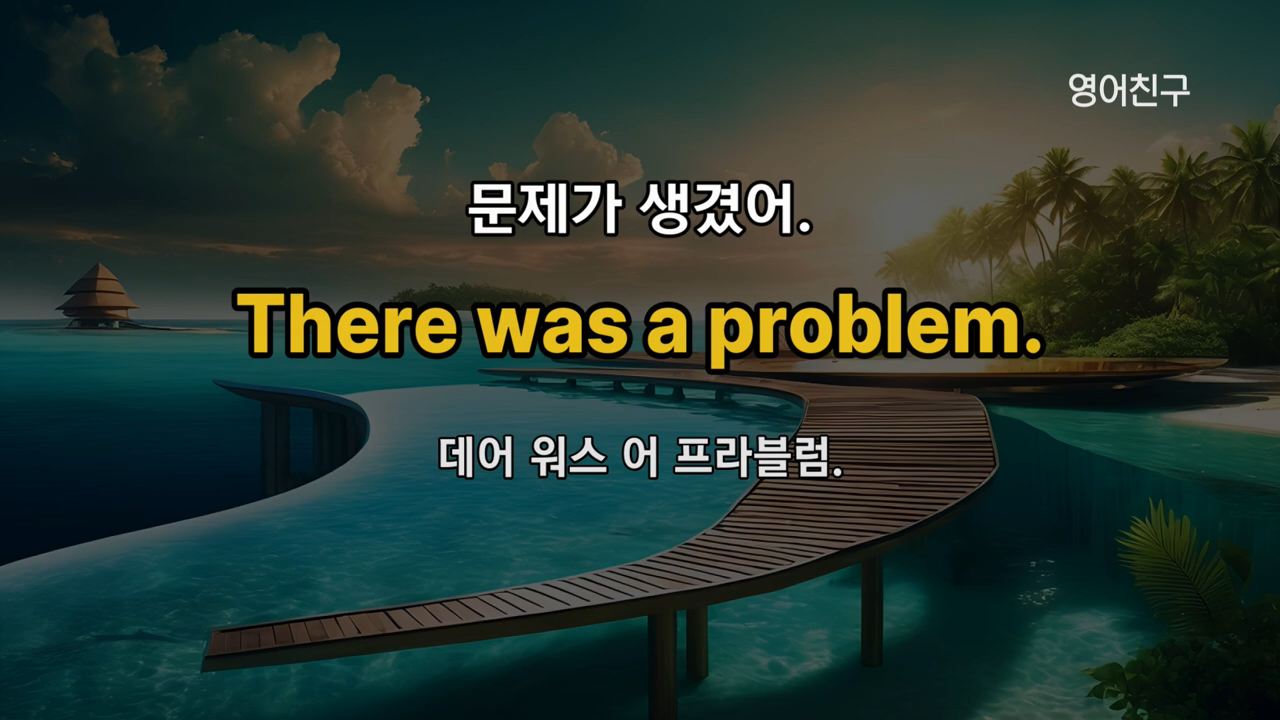 영어친구
문제가 생겼어.
There was a problem.
데어 워스 어 프라블럼.